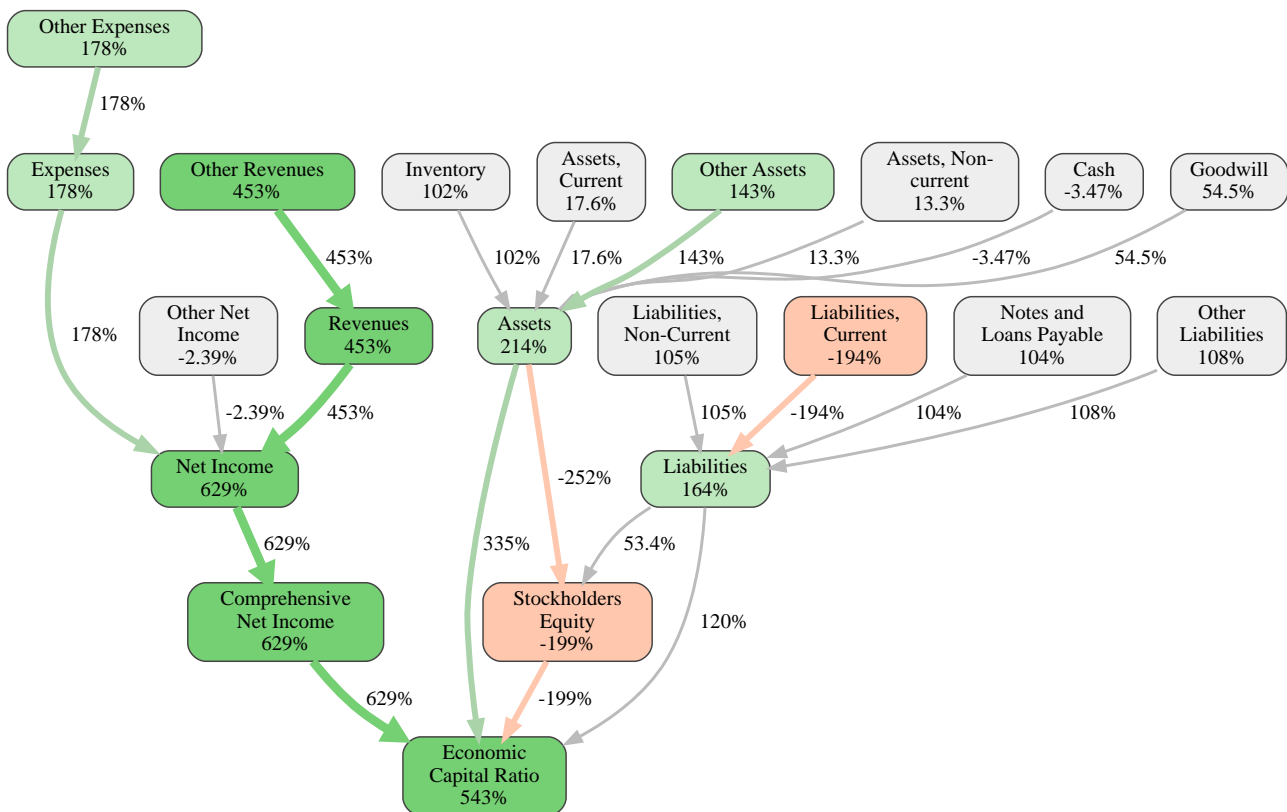 Other Expenses
178%
178%
Expenses
178%
Other Revenues
453%
Inventory
102%
Assets,
Current
17.6%
Other Assets
143%
Assets, Non-
current
13.3%
Cash
-3.47%
Goodwill
54.5%
453%
102%
17.6%
143%
13.3%
-3.47%
54.5%
178%
Other Net
Income
-2.39%
Revenues
453%
Assets
214%
Liabilities,
Non-Current
105%
Liabilities,
Current
-194%
Notes and
Loans Payable
104%
Other
Liabilities
108%
-2.39%
453%
105%
-194%
104%
108%
Net Income
629%
-252%
Liabilities
164%
629%
335%
53.4%
Comprehensive
Net Income
629%
Stockholders
Equity
-199%
120%
629%
-199%
Economic
Capital Ratio
543%